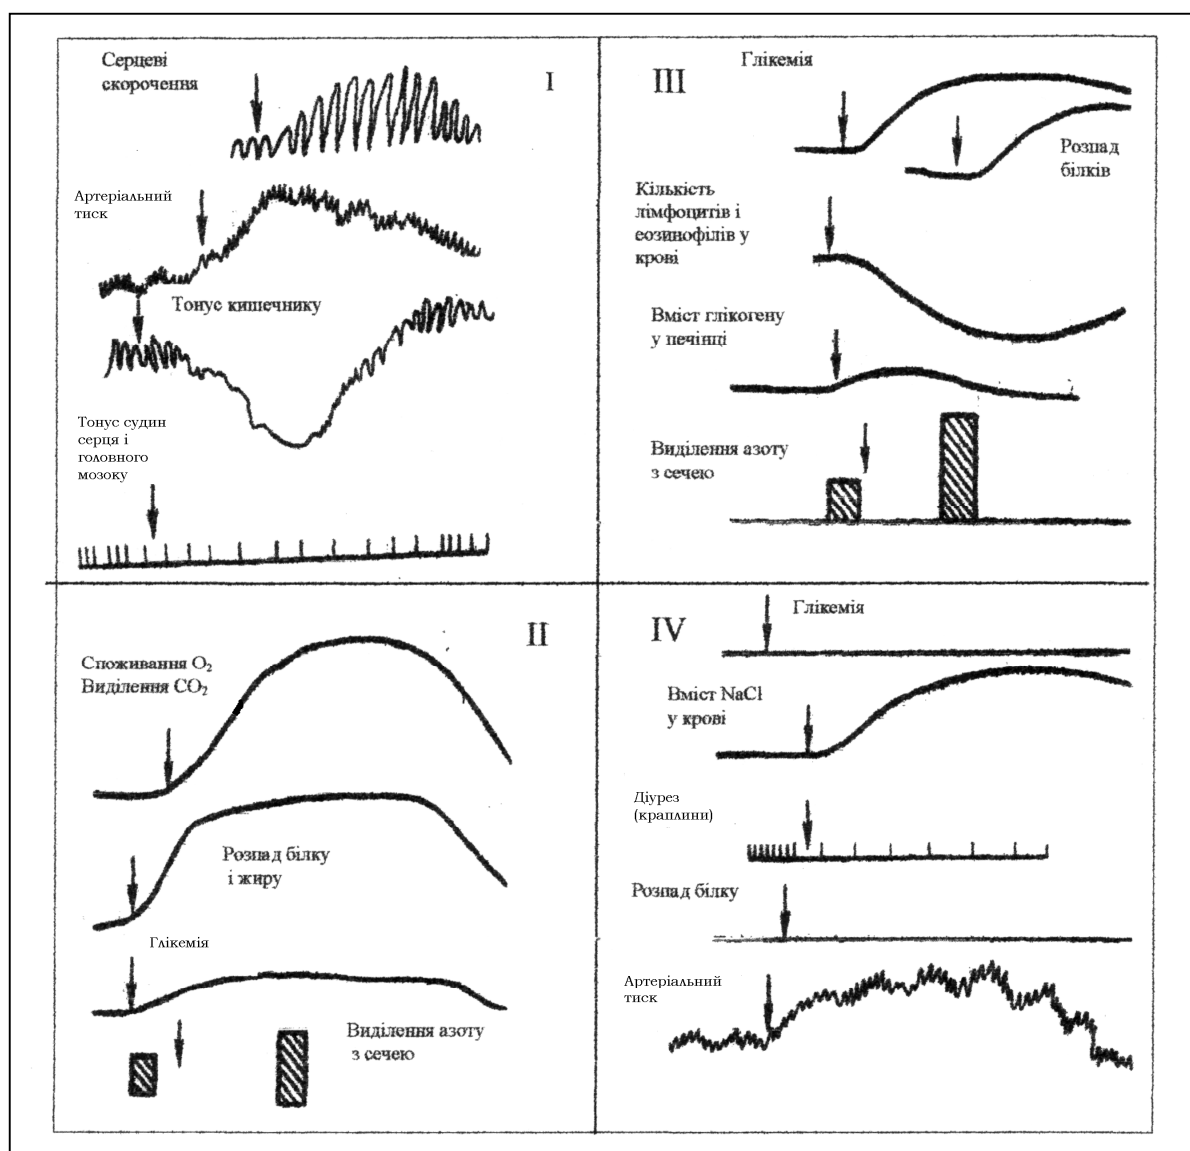 Серцеві
скорочення
I
Артеріальний
тиск
Тонус кишечнику
Тонус судин
серця і
головного
мозоку
III
Глікемія
Розпад
білків
Кількість
лімфоцитів і
еозинофілів у
крові
Вміст глікогену
у печінці
Виділення азоту
з сечею
II
Споживання O₂
Виділення CO₂
Розпад білку
і жиру
Глікемія
Виділення азоту
з сечею
IV
Глікемія
Вміст NaCl
у крові
Діурез
(краплини)
Розпад білку
Артеріальний
тиск